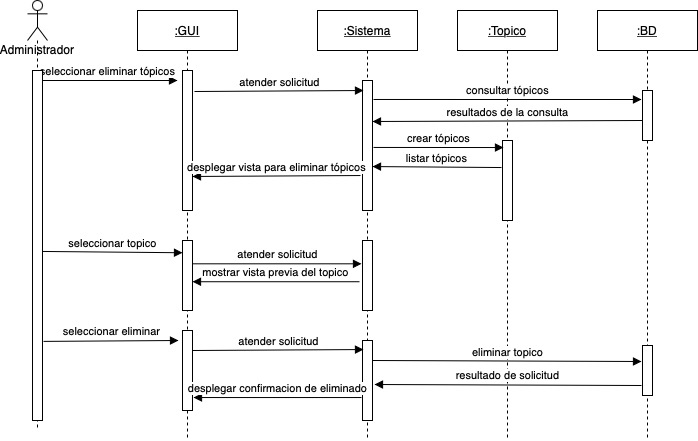 :GUI
:Sistema
:Topico
:BD
Administrador
seleccionar eliminar tópicos
atender solicitud
consultar tópicos
resultados de la consulta
crear tópicos
listar tópicos
desplegar vista para eliminar tópicos
seleccionar topico
atender solicitud
mostrar vista previa del topico
seleccionar eliminar
atender solicitud
eliminar topico
resultado de solicitud
desplegar confirmacion de eliminado